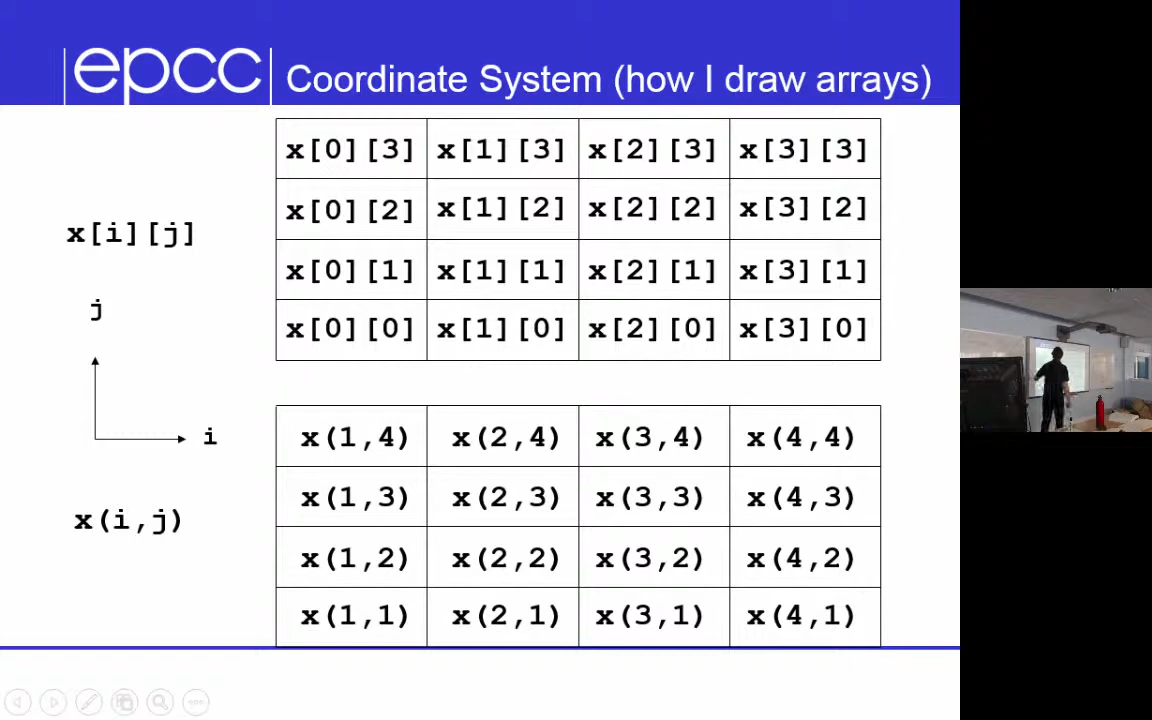 epcc
Coordinate System (how I draw arrays)
x[0][3] x[1][3] x[2][3] x[3][3]
x[0][2] x[1][2] x[2][2] x[3][2]
x[0][1] x[1][1] x[2][1] x[3][1]
x[0][0] x[1][0] x[2][0] x[3][0]
x[i][j]
j
i
x(i,j)
x(1,4) x(2,4) x(3,4) x(4,4)
x(1,3) x(2,3) x(3,3) x(4,3)
x(1,2) x(2,2) x(3,2) x(4,2)
x(1,1) x(2,1) x(3,1) x(4,1)